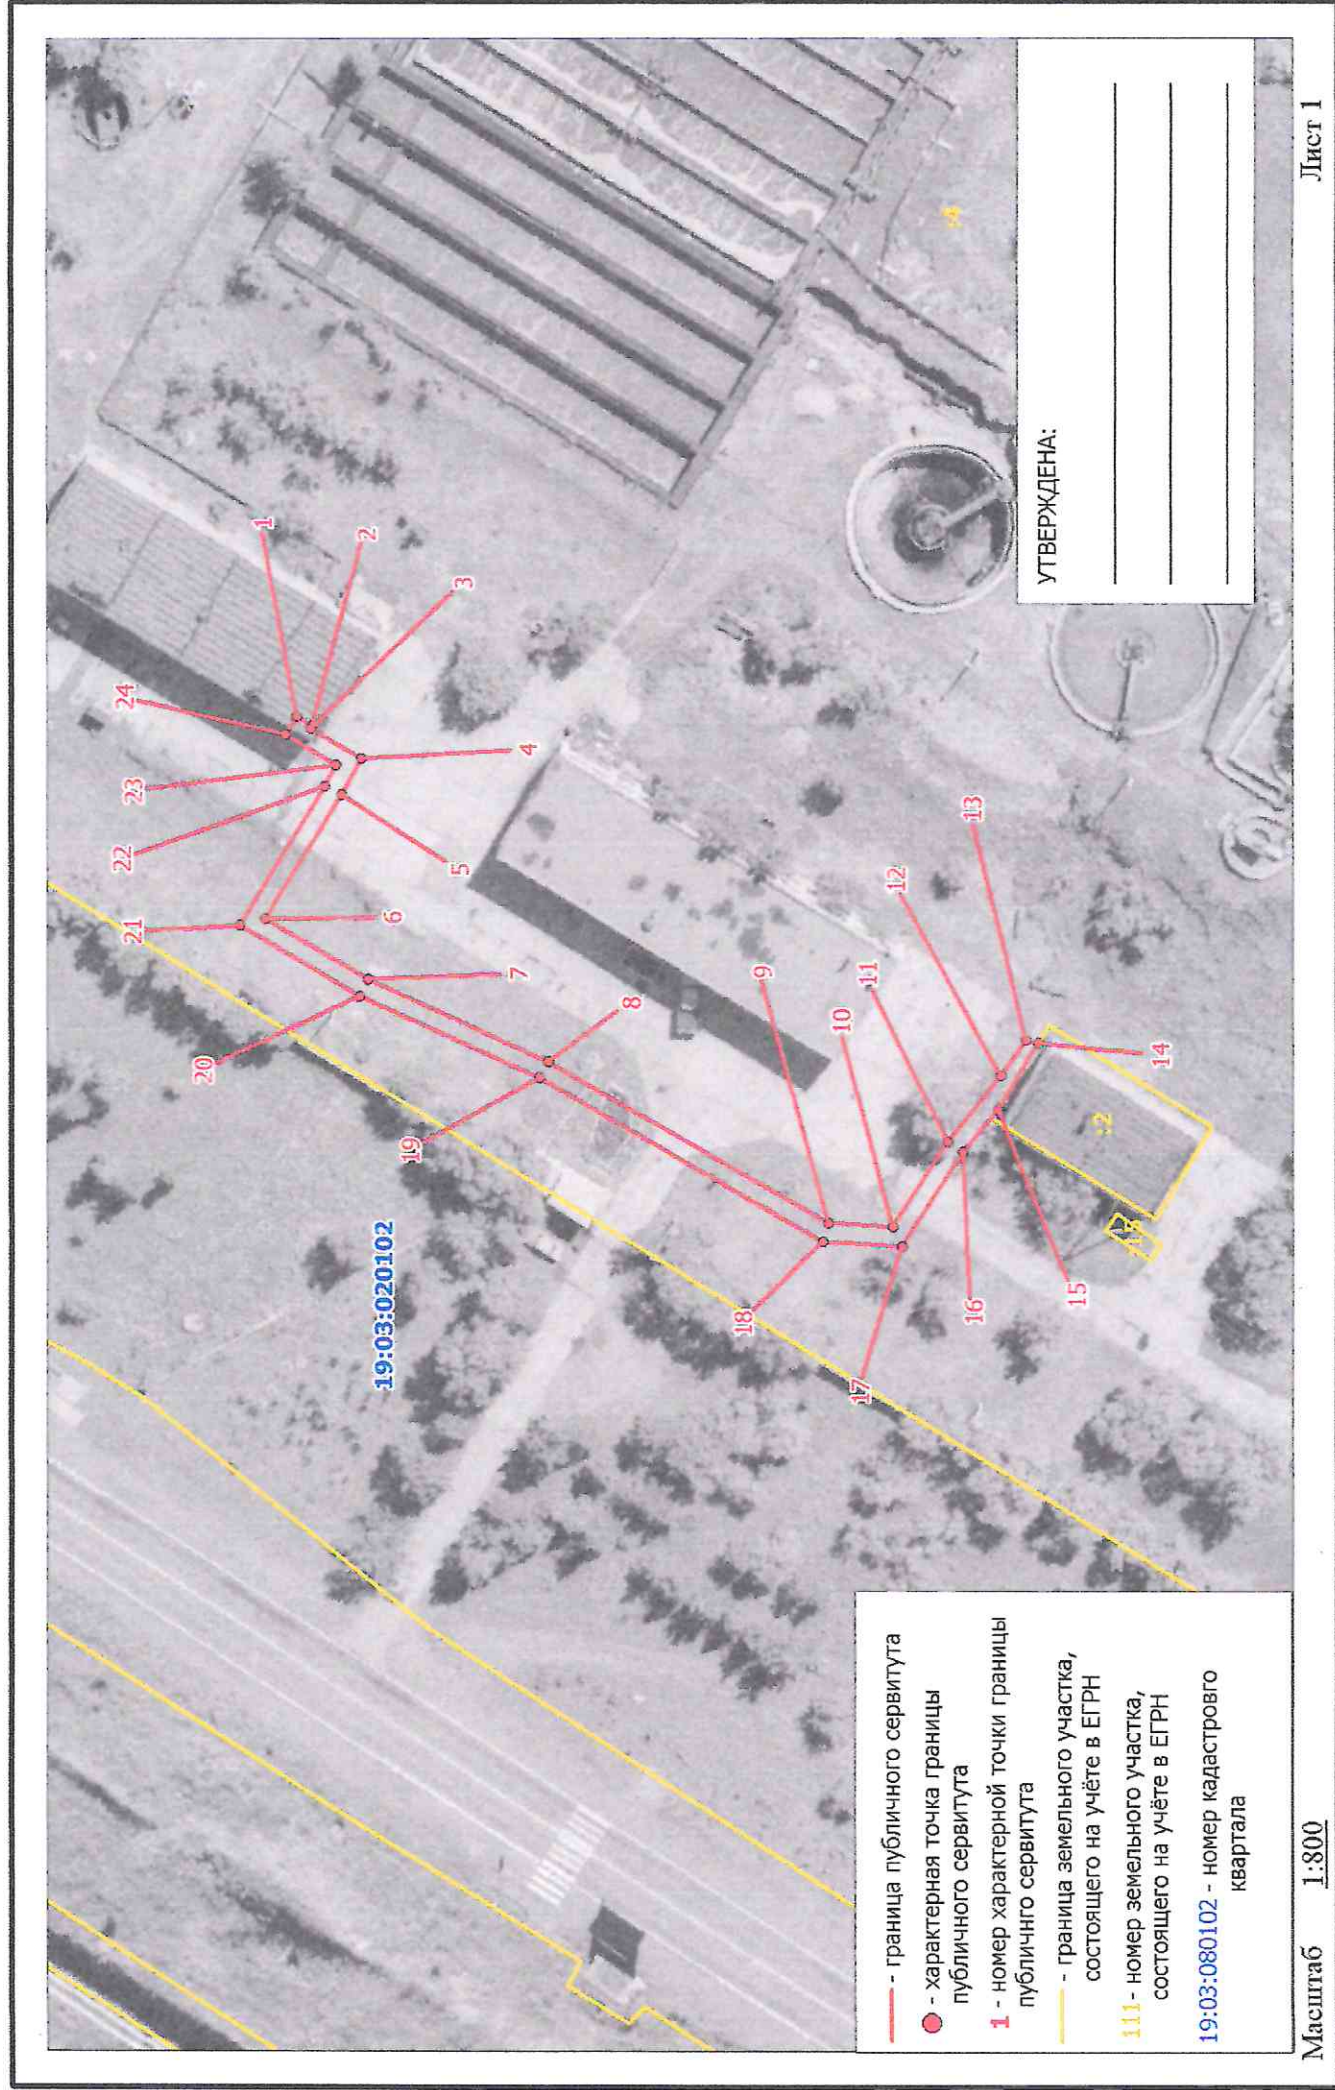 24
1
2
3
23
22
4
21
5
6
7
20
8
19
9
10
11
12
13
14
15
16
17
18
19:03:020102
:4
:2
УТВЕРЖДЕНА:
- граница публичного сервитута
- характерная точка границы
публичного сервитута
1 - номер характерной точки границы
публичнго сервитута
- граница земельного участка,
состоящего на учёте в ЕГРН
111- номер земельного участка,
состоящего на учёте в ЕГРН
19:03:080102 - номер кадастрово
квартала
Масштаб 1:800
Лист 1